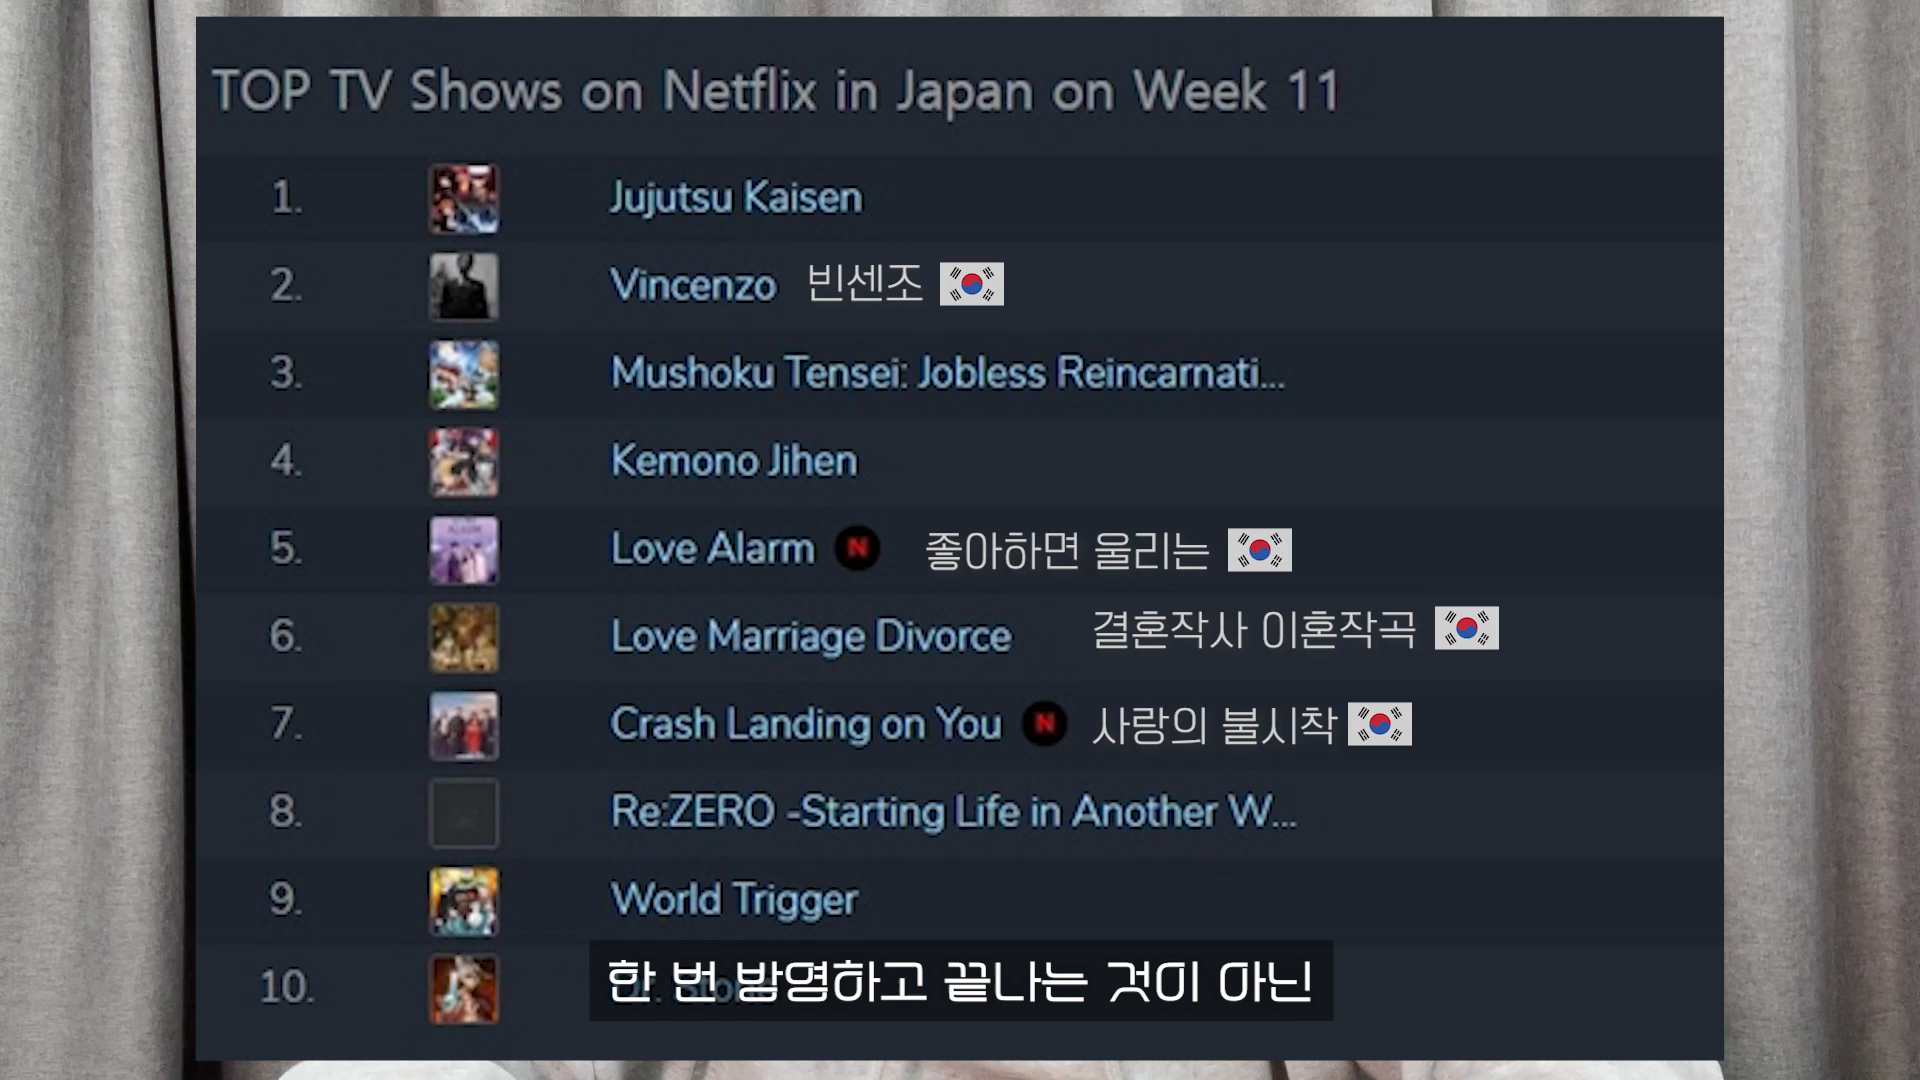 TOP TV Shows on Netflix in Japan on Week 11
1. Jujutsu Kaisen
2. Vincenzo 빈센조
3. Mushoku Tensei: Jobless Reincarnati...
4. Kemono Jihen
5. Love Alarm N 좋아하면 울리는
6. Love Marriage Divorce 결혼작사 이혼작곡
7. Crash Landing on You N 사랑의 불시착
8. Re:ZERO -Starting Life in Another W...
9. World Trigger
10.
한 번 방영하고 끝나는 것이 아닌